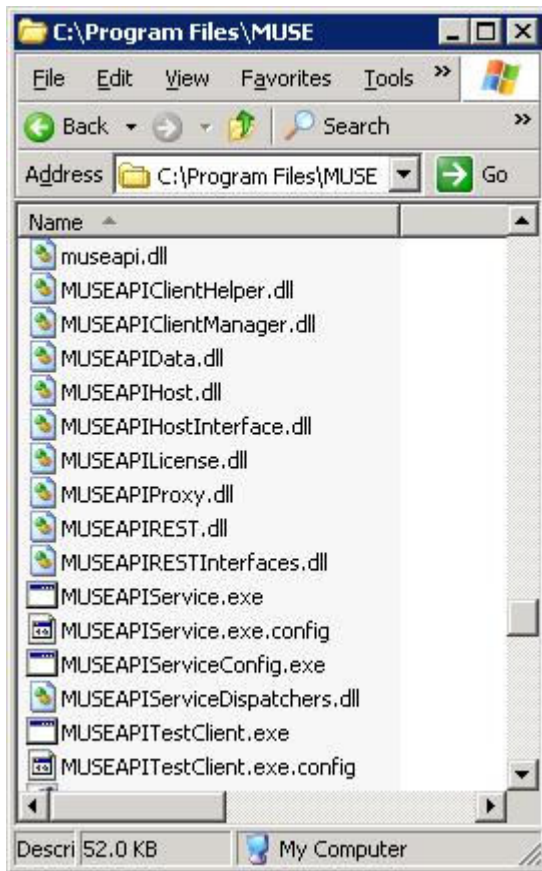 C:\Program Files\MUSE
File Edit View Favorites Tools »
Back Search »
Address C:\Program Files\MUSE Go
Name
museapi.dll
MUSEAPIClientHelper.dll
MUSEAPIClientManager.dll
MUSEAPIData.dll
MUSEAPIHost.dll
MUSEAPIHostInterface.dll
MUSEAPILicense.dll
MUSEAPIProxy.dll
MUSEAPIREST.dll
MUSEAPIRESTInterfaces.dll
MUSEAPIService.exe
MUSEAPIService.exe.config
MUSEAPIServiceConfig.exe
MUSEAPIServiceDispatchers.dll
MUSEAPITestClient.exe
MUSEAPITestClient.exe.config
Descri 52.0 KB My Computer